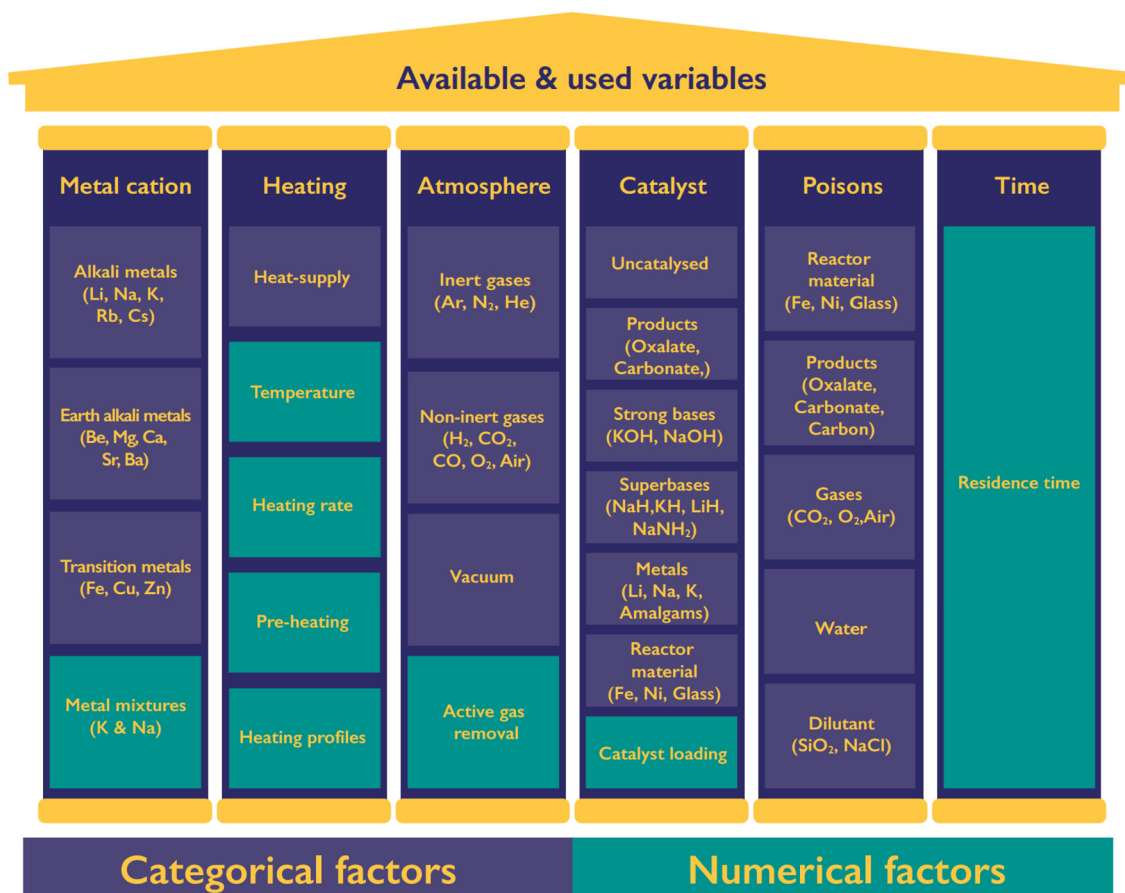 Available & used variables
Metal cation
Alkali metals
(Li, Na, K,
Rb, Cs)
Earth alkali metals
(Be, Mg, Ca,
Sr, Ba)
Transition metals
(Fe, Cu, Zn)
Metal mixtures
(K & Na)
Heating
Heat-supply
Temperature
Heating rate
Pre-heating
Heating profiles
Atmosphere
Inert gases
(Ar, N₂, He)
Non-inert gases
(H₂, CO₂,
CO, O₂, Air)
Vacuum
Active gas
removal
Catalyst
Uncatalysed
Products
(Oxalate,
Carbonate,)
Strong bases
(KOH, NaOH)
Superbases
(NaH,KH, LiH,
NaNH₂)
Metals
(Li, Na, K,
Amalgams)
Reactor
material
(Fe, Ni, Glass)
Catalyst loading
Poisons
Reactor
material
(Fe, Ni, Glass)
Products
(Oxalate,
Carbonate,
Carbon)
Gases
(CO₂, O₂,Air)
Water
Dilutant
(SiO₂, NaCl)
Time
Residence time
Categorical factors
Numerical factors